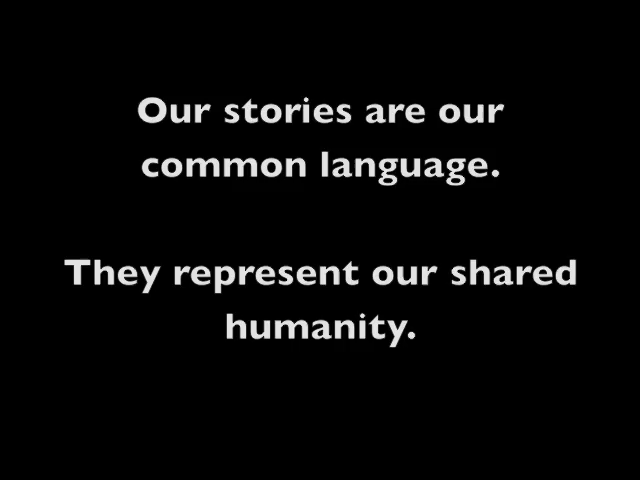 Our stories are our
common language.
They represent our shared
humanity.